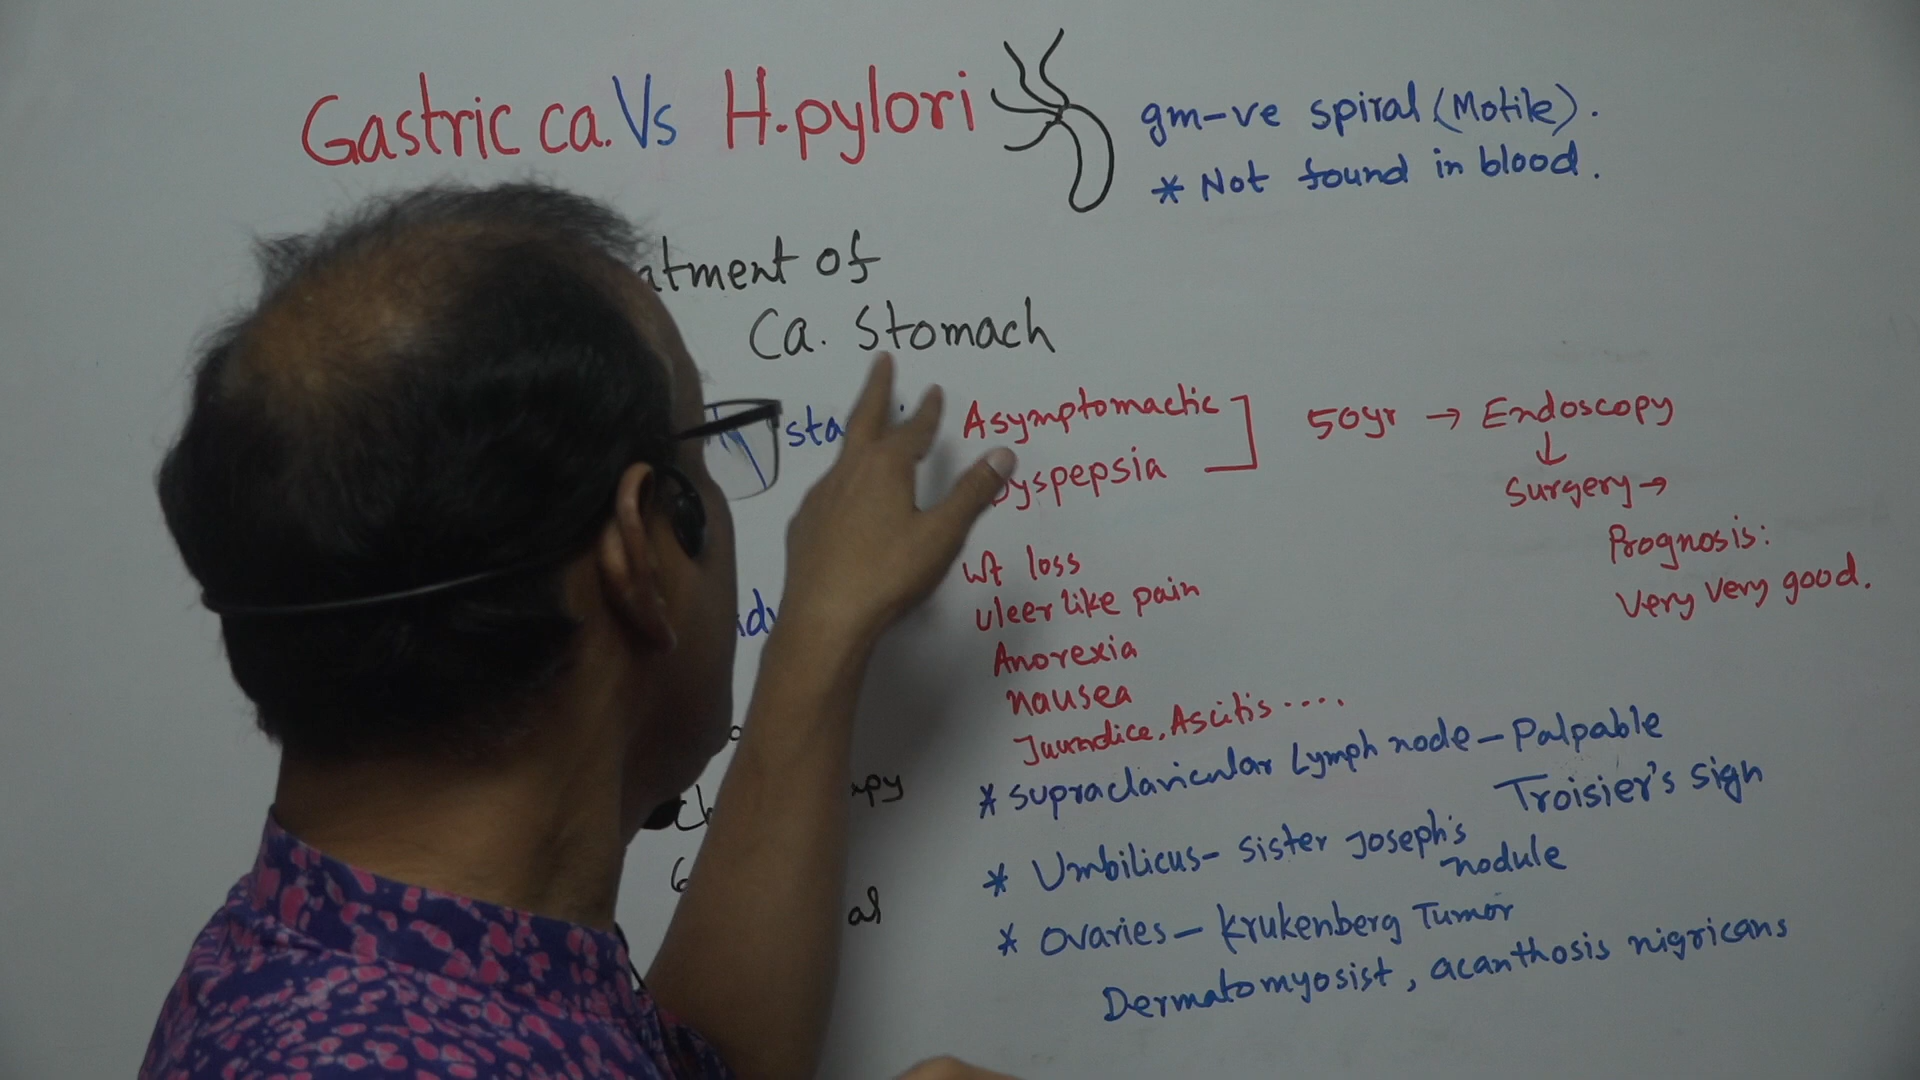 Gastric ca. Vs H. pylori
gm-ve spiral (Motile).
* Not found in blood.
atment of
Ca. Stomach
sta
Asymptomactic
yspepsia
50yr → Endoscopy
↓
Surgery →
Prognosis:
Very Very good.
Wt loss
ulcer like pain
Anorexia
nausea
Jaundice, Ascitis ....
* supraclavicular Lymph node - Palpable
Troisier's sign
* Umbilicus - Sister Joseph's
nodule
* Ovaries - Krukenberg Tumor
Dermatomyosist, acanthosis nigricans